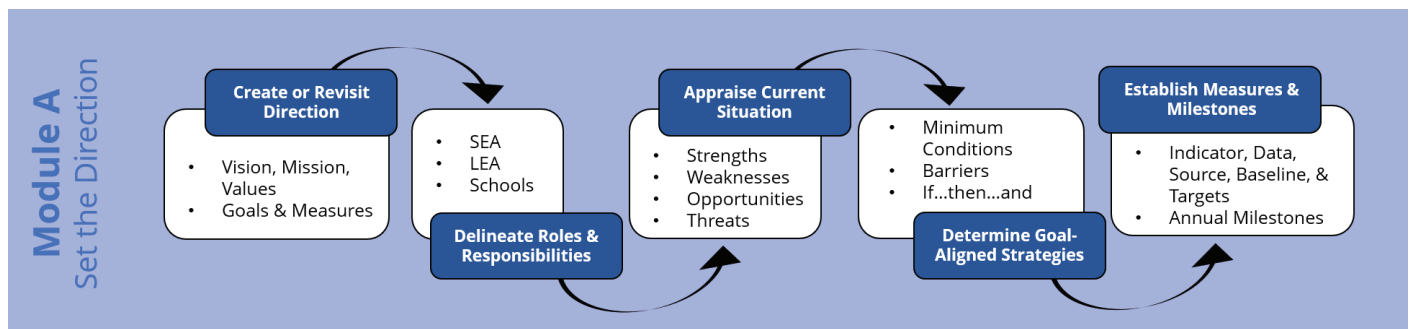 Module A
Set the Direction
Create or Revisit
Direction
• Vision, Mission,
Values
• Goals & Measures
• SEA
• LEA
• Schools
Delineate Roles &
Responsibilities
Appraise Current
Situation
• Strengths
• Weaknesses
• Opportunities
• Threats
• Minimum
Conditions
• Barriers
• If...then...and
Determine Goal-
Aligned Strategies
Establish Measures &
Milestones
• Indicator, Data,
Source, Baseline, &
Targets
• Annual Milestones